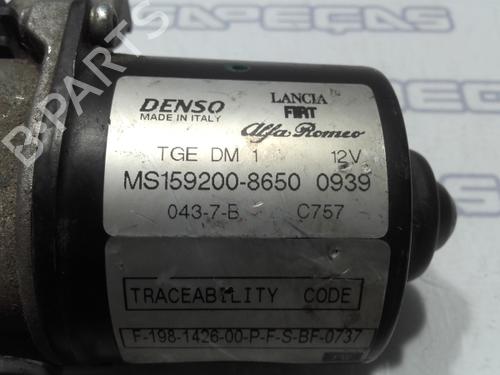 DENSO
MADE IN ITALY
LANCIA
FIAT
Alfa Romeo
TGE DM 1 12V
MS159200-8650 0939
043-7-B C757
TRACEABILITY CODE
F-198-1426-00-P-F-S-BF-0737
B-PARTS